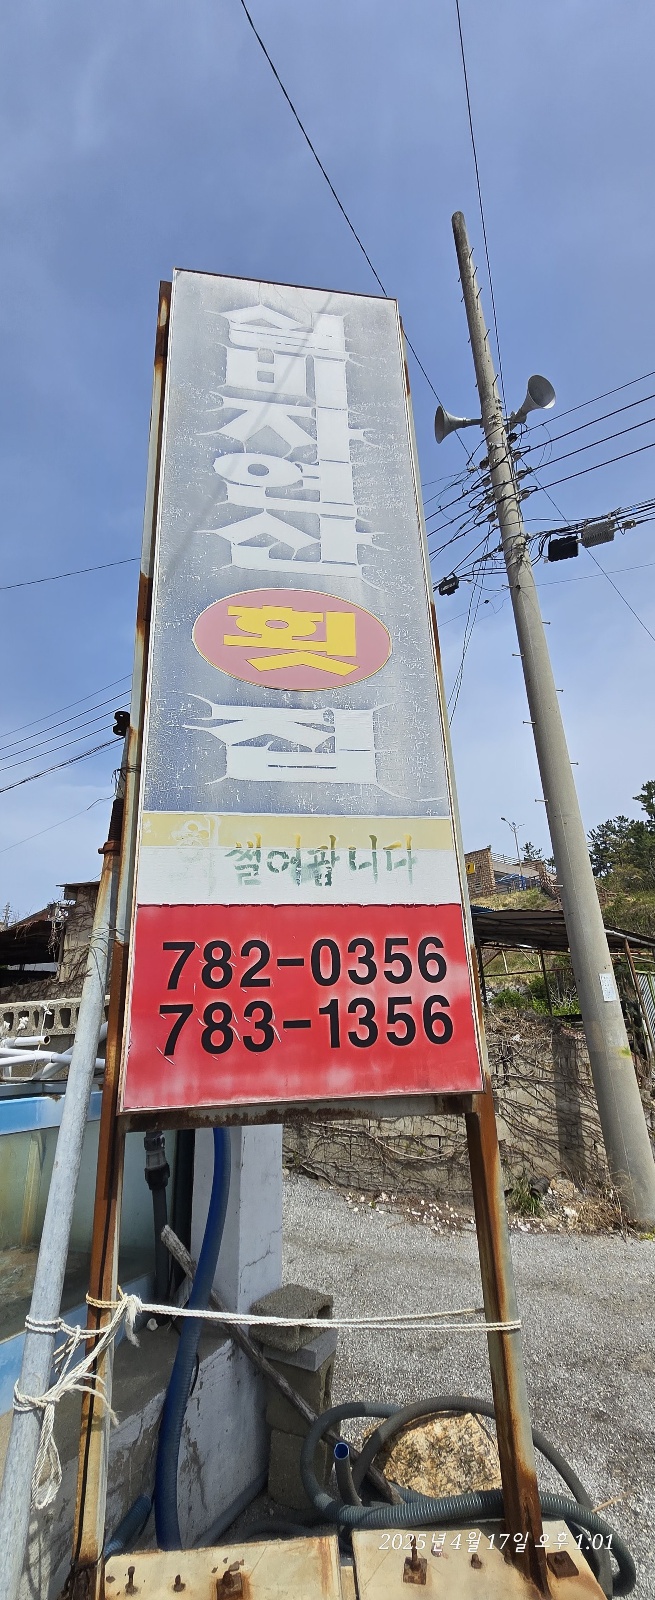 실비자연산횟집
썰어팝니다
782-0356
783-1356
2025년 4월 17일 오후 1:01